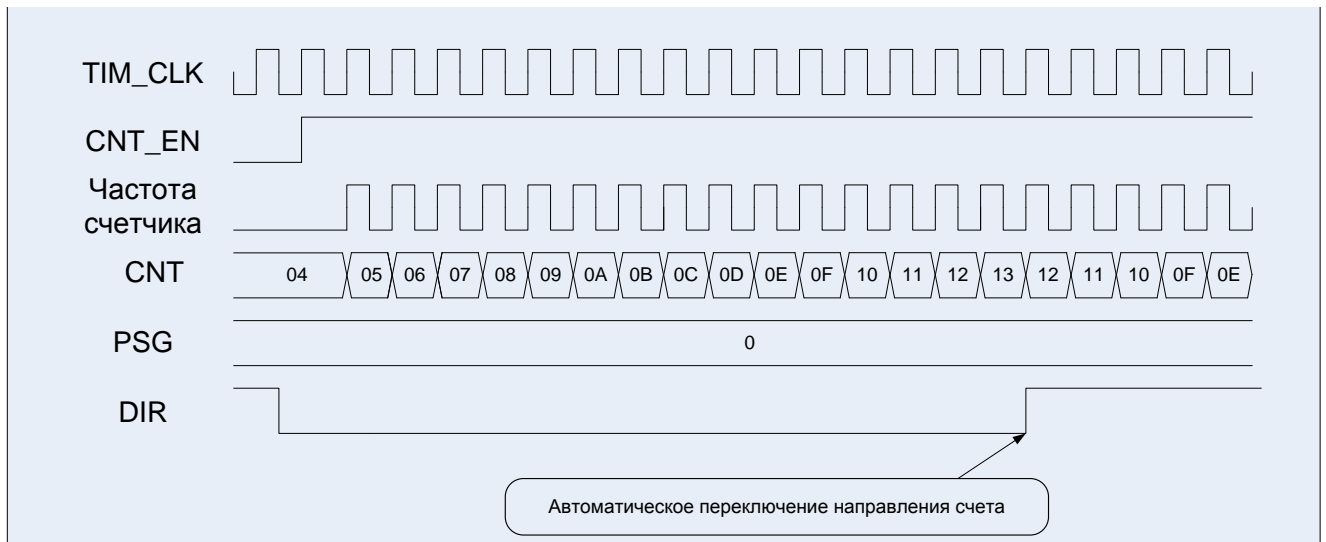 TIM_CLK
CNT_EN
Частота
счетчика
CNT 04 05 06 07 08 09 0A 0B 0C 0D 0E 0F 10 11 12 13 12 11 10 0F 0E
PSG 0
DIR
Автоматическое переключение направления счета